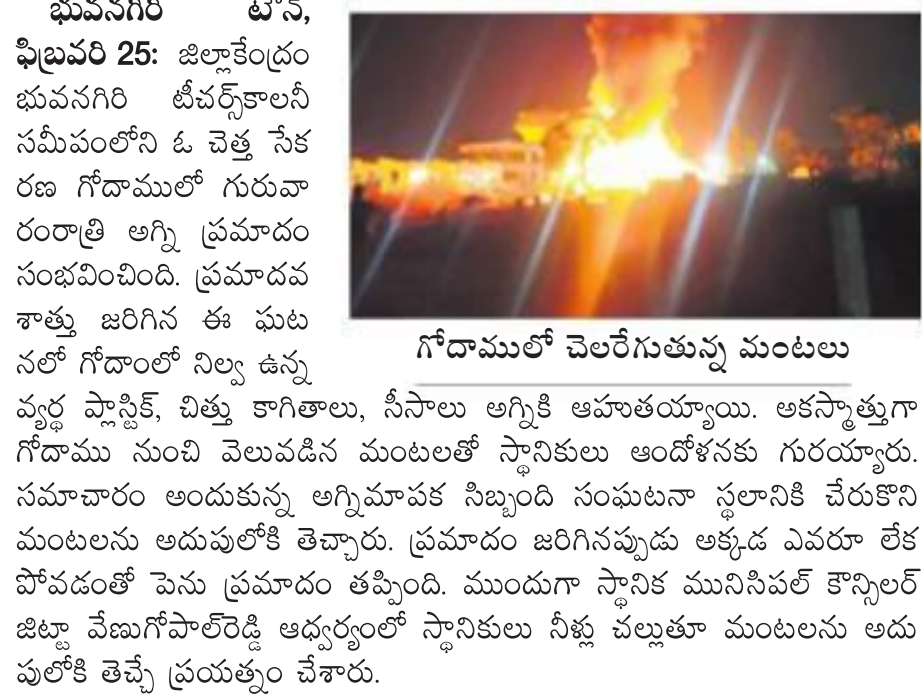 భువనగిరి టౌన్,
ఫిబ్రవరి 25: జిల్లాకేంద్రం
భువనగిరి టీచర్స్‌కాలనీ
సమీపంలోని ఓ చెత్త సేక
రణ గోదాములో గురువా
రంరాత్రి అగ్ని ప్రమాదం
సంభవించింది. ప్రమాదవ
శాత్తు జరిగిన ఈ ఘట
నలో గోదాంలో నిల్వ ఉన్న
వ్యర్థ ప్లాస్టిక్, చిత్తు కాగితాలు, సీసాలు అగ్నికి ఆహుతయ్యాయి. అకస్మాత్తుగా
గోదాము నుంచి వెలువడిన మంటలతో స్థానికులు ఆందోళనకు గురయ్యారు.
సమాచారం అందుకున్న అగ్నిమాపక సిబ్బంది సంఘటనా స్థలానికి చేరుకొని
మంటలను అదుపులోకి తెచ్చారు. ప్రమాదం జరిగినప్పుడు అక్కడ ఎవరూ లేక
పోవడంతో పెను ప్రమాదం తప్పింది. ముందుగా స్థానిక మునిసిపల్ కౌన్సిలర్
జిట్టా వేణుగోపాల్‌రెడ్డి ఆధ్వర్యంలో స్థానికులు నీళ్లు చల్లుతూ మంటలను అదు
పులోకి తెచ్చే ప్రయత్నం చేశారు.
గోదాములో చెలరేగుతున్న మంటలు